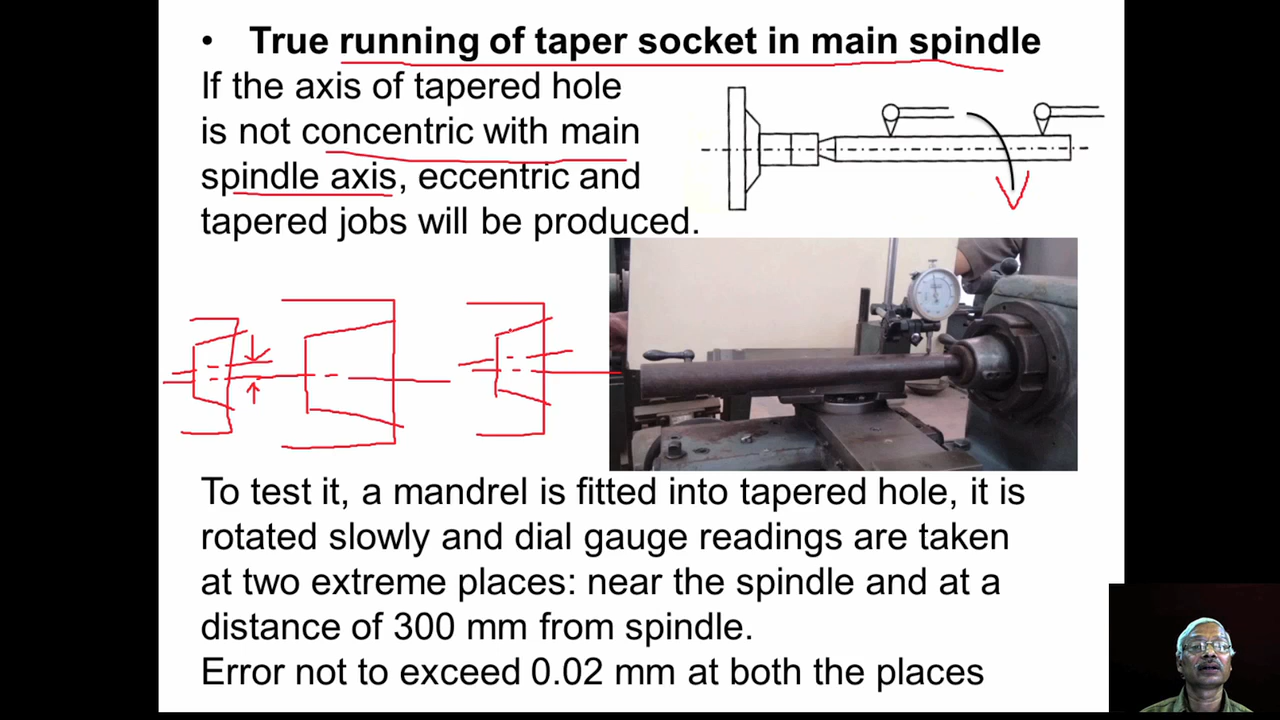 • True running of taper socket in main spindle
If the axis of tapered hole
is not concentric with main
spindle axis, eccentric and
tapered jobs will be produced.
To test it, a mandrel is fitted into tapered hole, it is
rotated slowly and dial gauge readings are taken
at two extreme places: near the spindle and at a
distance of 300 mm from spindle.
Error not to exceed 0.02 mm at both the places